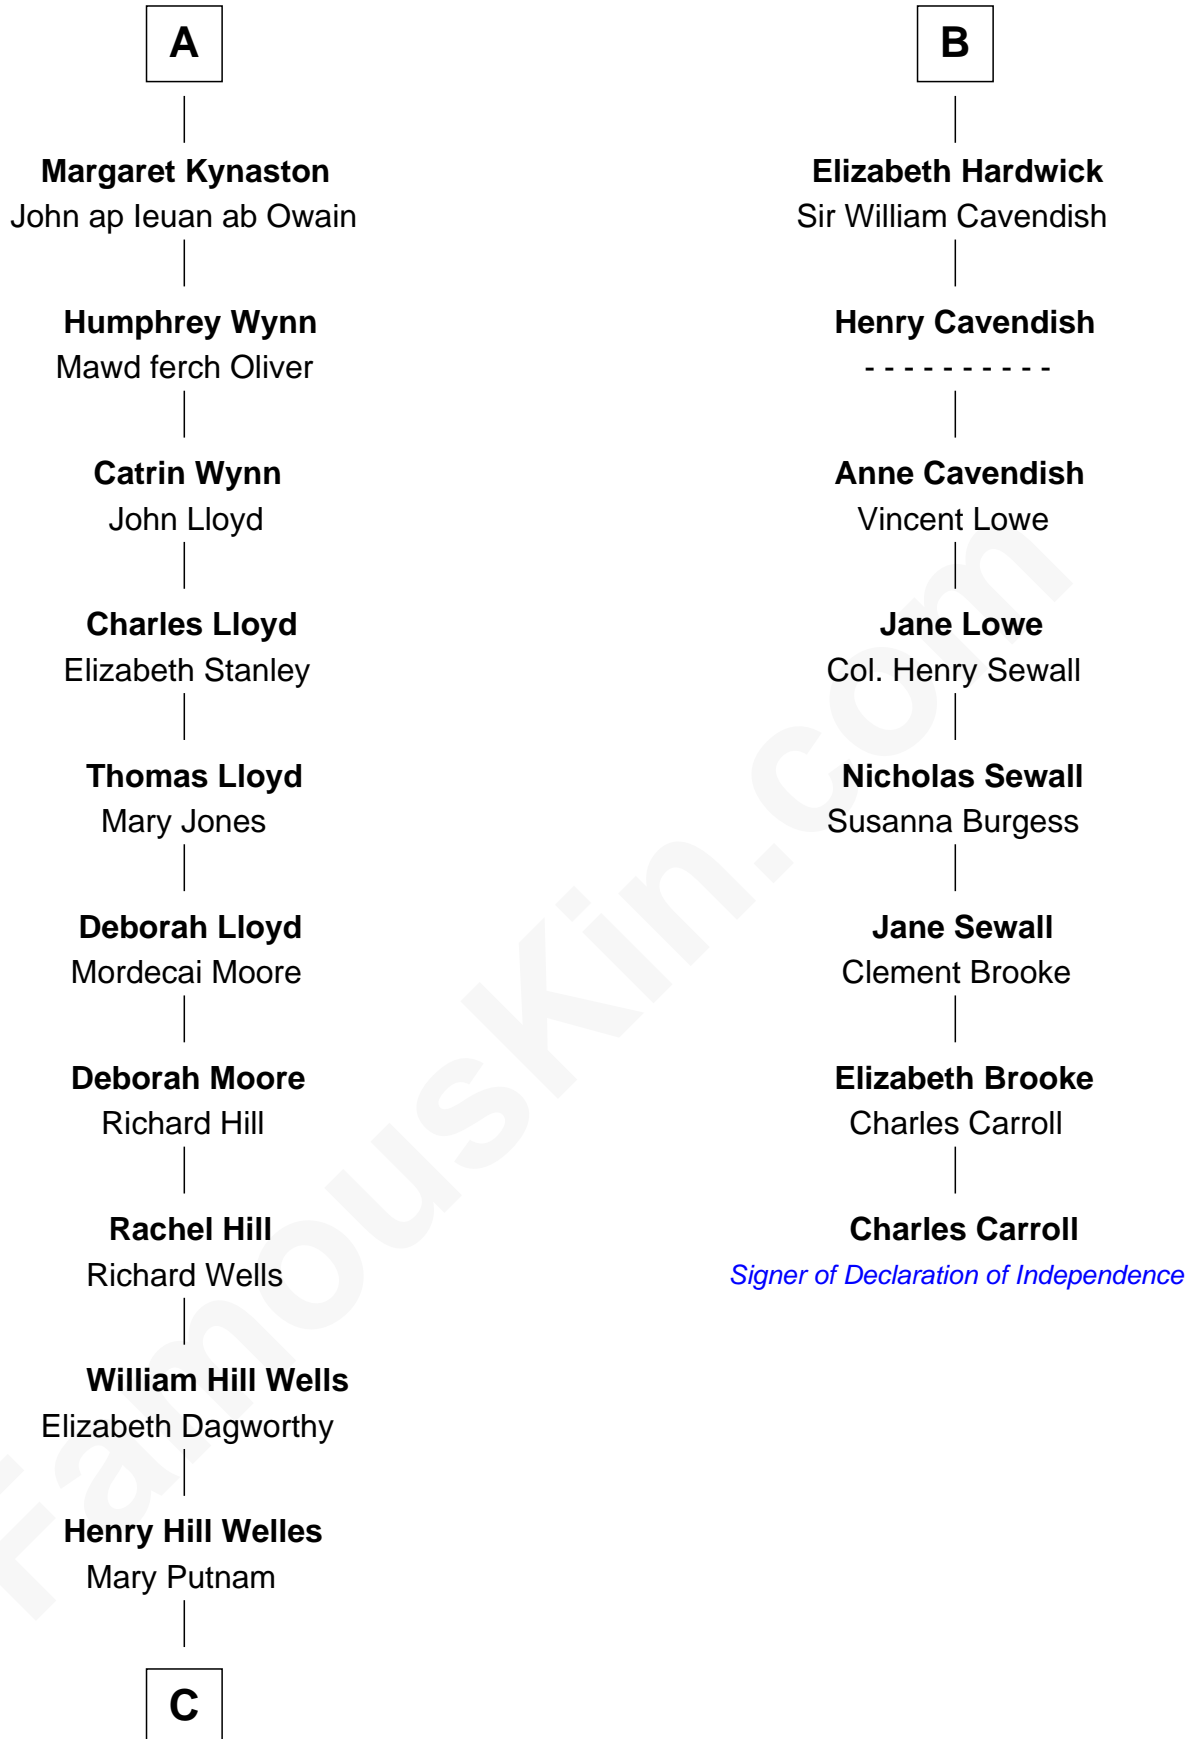 A
Margaret Kynaston
John ap Ieuan ab Owain
Humphrey Wynn
Mawd ferch Oliver
Catrin Wynn
John Lloyd
Charles Lloyd
Elizabeth Stanley
Thomas Lloyd
Mary Jones
Deborah Lloyd
Mordecai Moore
Deborah Moore
Richard Hill
Rachel Hill
Richard Wells
William Hill Wells
Elizabeth Dagworthy
Henry Hill Welles
Mary Putnam
C
B
Elizabeth Hardwick
Sir William Cavendish
Henry Cavendish
- - - - - - - - - -
Anne Cavendish
Vincent Lowe
Jane Lowe
Col. Henry Sewall
Nicholas Sewall
Susanna Burgess
Jane Sewall
Clement Brooke
Elizabeth Brooke
Charles Carroll
Charles Carroll
Signer of Declaration of Independence
FamousKin.com